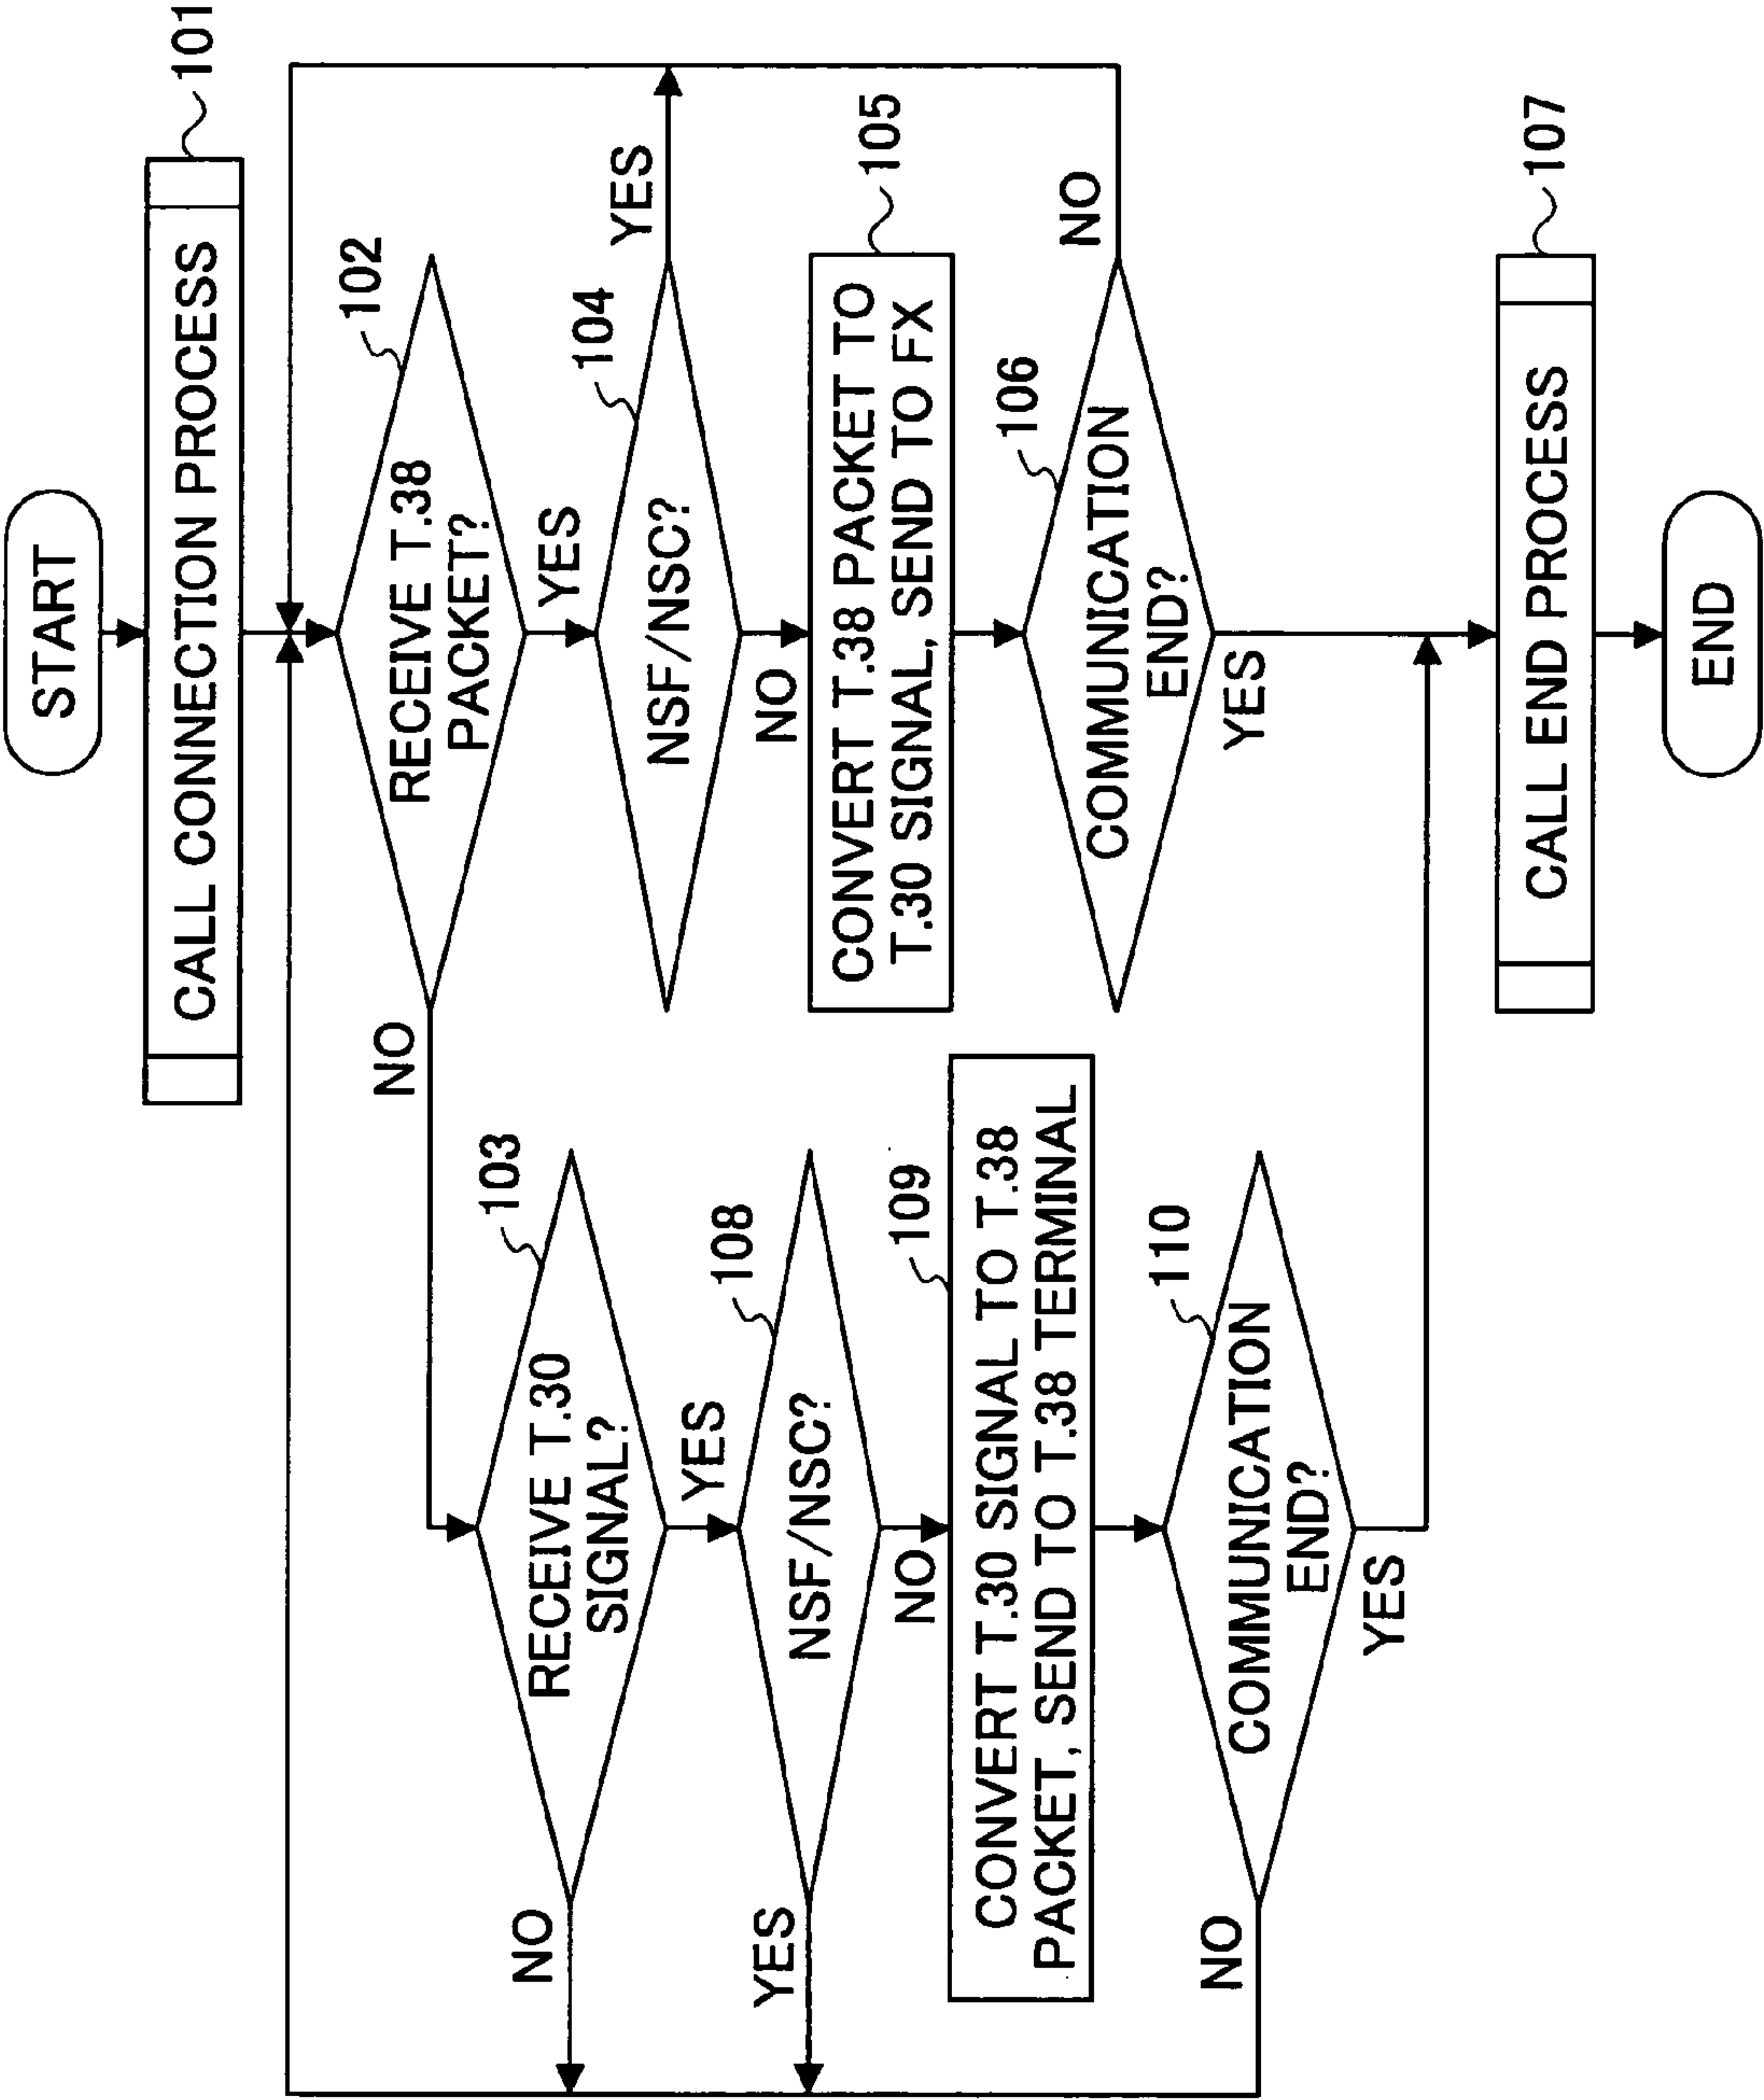 START
CALL CONNECTION PROCESS
101
RECEIVE T.38
PACKET?
102
NO
YES
NSF/NSC?
104
YES
NO
CONVERT T.38 PACKET TO
T.30 SIGNAL, SEND TO FX
105
COMMUNICATION
END?
106
NO
YES
RECEIVE T.30
SIGNAL?
103
NO
YES
NSF/NSC?
108
YES
NO
CONVERT T.30 SIGNAL TO T.38
PACKET, SEND TO T.38 TERMINAL
109
COMMUNICATION
END?
110
NO
YES
CALL END PROCESS
107
END